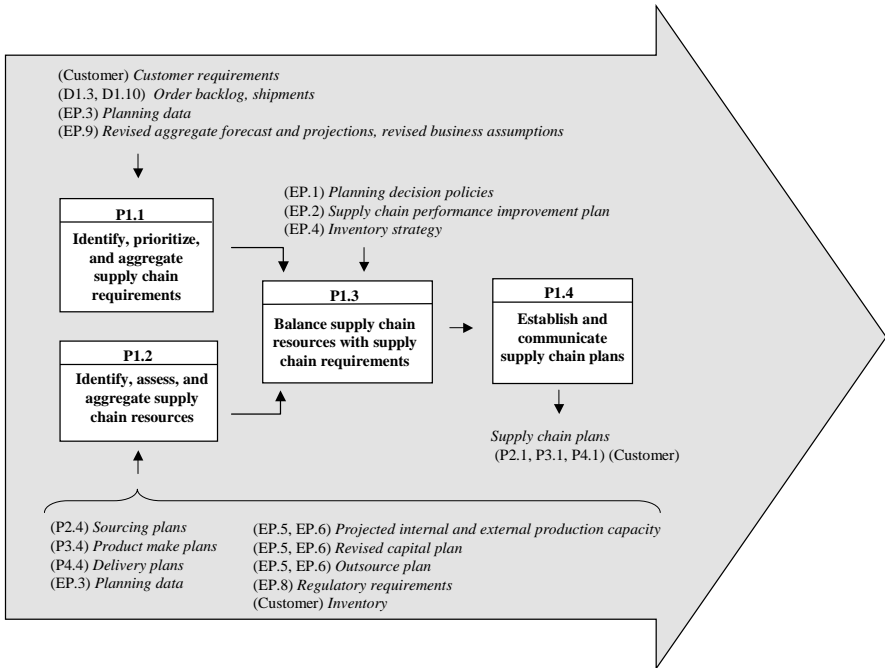 (Customer) Customer requirements
(D1.3, D1.10) Order backlog, shipments
(EP.3) Planning data
(EP.9) Revised aggregate forecast and projections, revised business assumptions
(EP.1) Planning decision policies
(EP.2) Supply chain performance improvement plan
(EP.4) Inventory strategy
P1.1
Identify, prioritize,
and aggregate
supply chain
requirements
P1.2
Identify, assess, and
aggregate supply
chain resources
P1.3
Balance supply chain
resources with supply
chain requirements
P1.4
Establish and
communicate
supply chain plans
Supply chain plans
(P2.1, P3.1, P4.1) (Customer)
(P2.4) Sourcing plans
(P3.4) Product make plans
(P4.4) Delivery plans
(EP.3) Planning data
(EP.5, EP.6) Projected internal and external production capacity
(EP.5, EP.6) Revised capital plan
(EP.5, EP.6) Outsource plan
(EP.8) Regulatory requirements
(Customer) Inventory